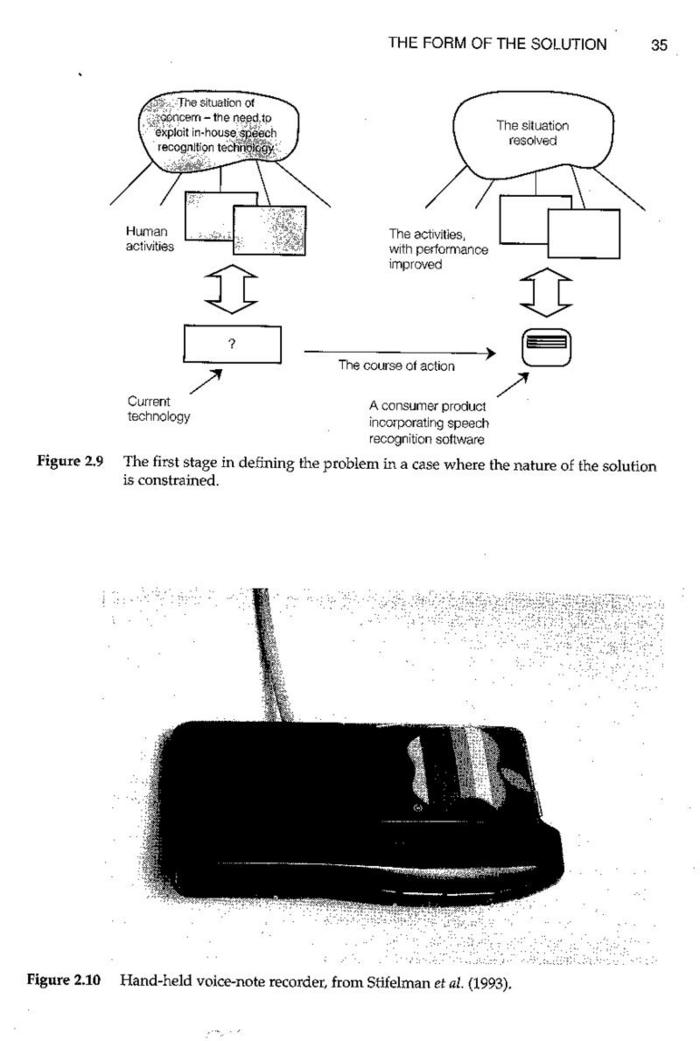 THE FORM OF THE SOLUTION 35
The situation of
concern – the need to
exploit in-house speech
recognition technology
The situation
resolved
Human
activities
The activities,
with performance
improved
?
The course of action
Current
technology
A consumer product
incorporating speech
recognition software
Figure 2.9 The first stage in defining the problem in a case where the nature of the solution
is constrained.
Figure 2.10 Hand-held voice-note recorder, from Stifelman et al. (1993).